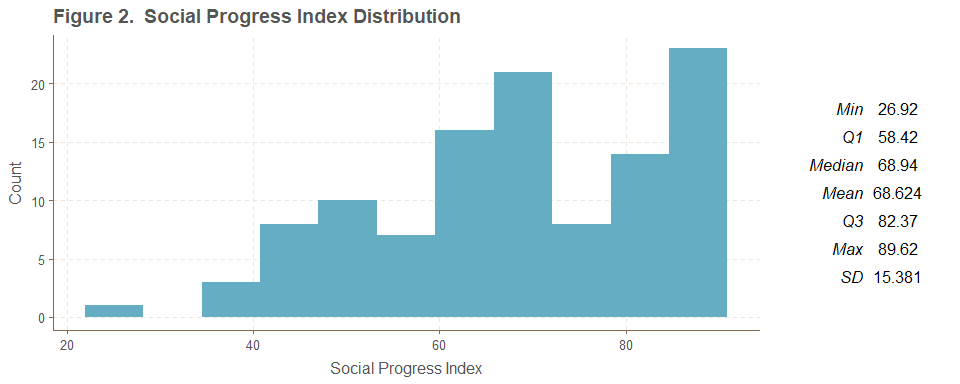 Figure 2.  Social Progress Index Distribution
20
15
10
5
0
Count
20 40 60 80
Social Progress Index
Min 26.92
Q1 58.42
Median 68.94
Mean 68.624
Q3 82.37
Max 89.62
SD 15.381